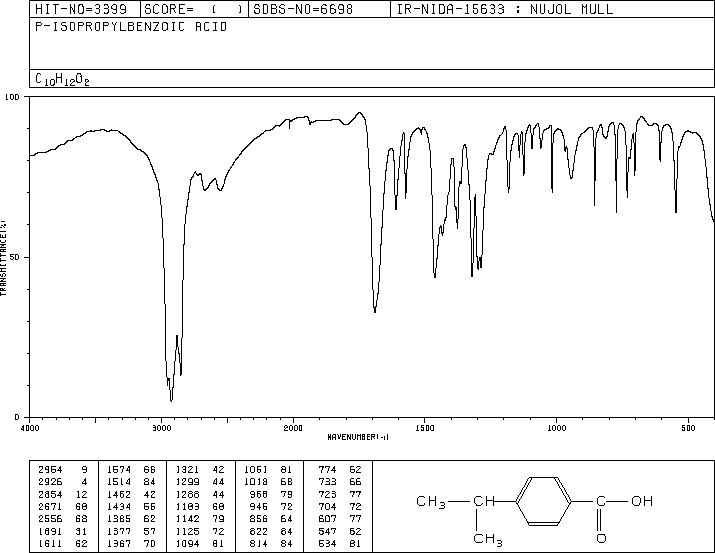 HIT-NO=3399 SCORE= ( ) SDBS-NO=6698 IR-NIDA-15633 : NUJOL MULL
P-ISOPROPYLBENZOIC ACID
C10H12O2
100
50
0
TRANSMITTANCE(%)
4000 3000 2000 1500 1000 500
WAVENUMBER(-1)
2964 9 1574 66 1321 42 1061 81 774 62
2926 4 1514 84 1299 44 1018 68 733 66
2854 12 1462 42 1288 44 968 79 723 77
2671 68 1434 56 1183 68 946 72 704 72
2556 68 1385 62 1142 79 856 64 607 77
1691 31 1377 57 1125 72 822 84 547 62
1611 62 1367 70 1094 81 814 84 534 81
CH3 CH C OH
CH3 O